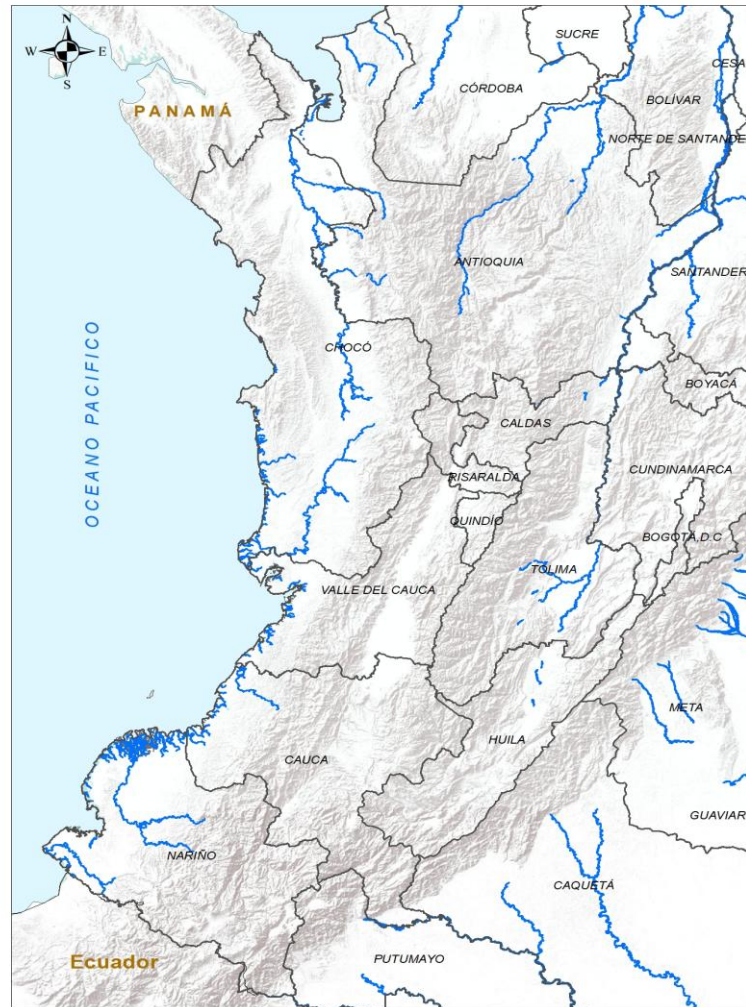 N
W E
S
SUCRE
CESA
CÓRDOBA
BOLÍVAR
PANAMÁ
NORTE DE SANTANDE
ANTIOQUIA
SANTANDER
OCEANO PACIFICO
CHOCÓ
BOYACÁ
CALDAS
CUNDINAMARCA
RISARALDA
QUINDÍO
BOGOTÁ, D.C
TOLIMA
VALLE DEL CAUCA
META
HUILA
CAUCA
GUAVIAR
NARIÑO
CAQUETÁ
Ecuador
PUTUMAYO